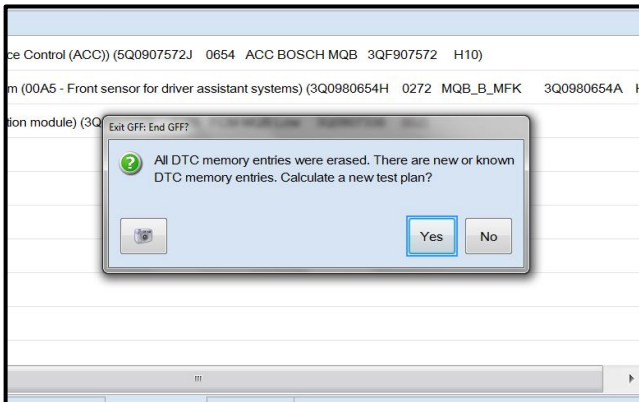 ce Control (ACC)) (5Q0907572J 0654 ACC BOSCH MQB 3QF907572 H10)
m (00A5 - Front sensor for driver assistant systems) (3Q0980654H 0272 MQB_B_MFK 3Q0980654A H
tion module) (3Q
Exit GFF: End GFF?
All DTC memory entries were erased. There are new or known
DTC memory entries. Calculate a new test plan?
Yes No